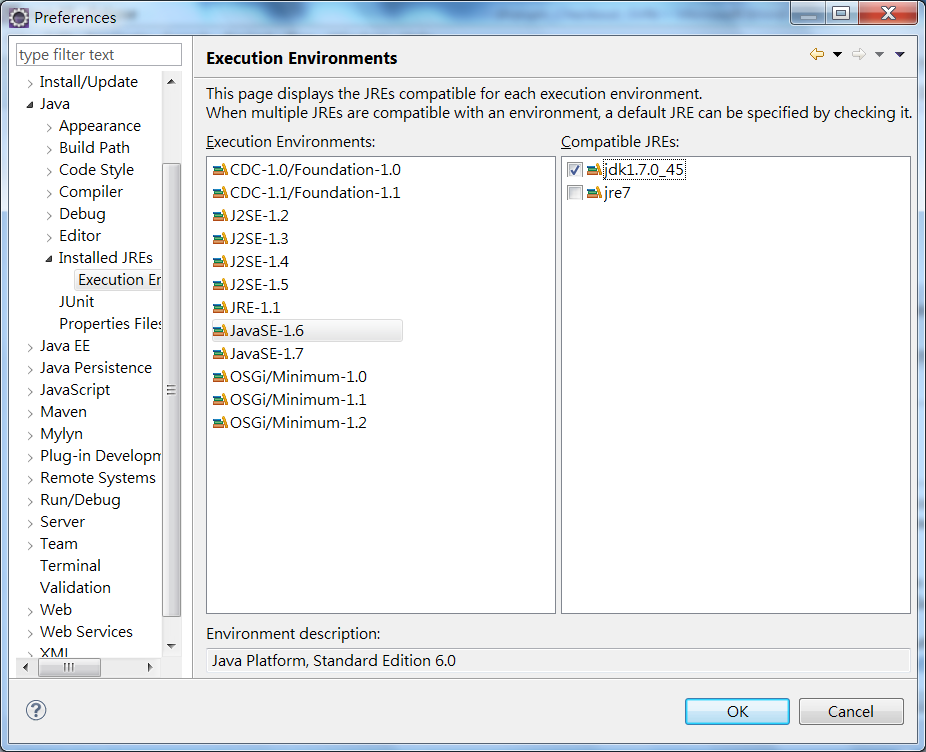 Preferences
type filter text
Install/Update
Java
Appearance
Build Path
Code Style
Compiler
Debug
Editor
Installed JREs
Execution Er
JUnit
Properties Files
Java EE
Java Persistence
JavaScript
Maven
Mylyn
Plug-in Developm
Remote Systems
Run/Debug
Server
Team
Terminal
Validation
Web
Web Services
XML
Execution Environments
This page displays the JREs compatible for each execution environment.
When multiple JREs are compatible with an environment, a default JRE can be specified by checking it.
Execution Environments:
CDC-1.0/Foundation-1.0
CDC-1.1/Foundation-1.1
J2SE-1.2
J2SE-1.3
J2SE-1.4
J2SE-1.5
JRE-1.1
JavaSE-1.6
JavaSE-1.7
OSGi/Minimum-1.0
OSGi/Minimum-1.1
OSGi/Minimum-1.2
Compatible JREs:
jdk1.7.0_45
jre7
Environment description:
Java Platform, Standard Edition 6.0
OK
Cancel